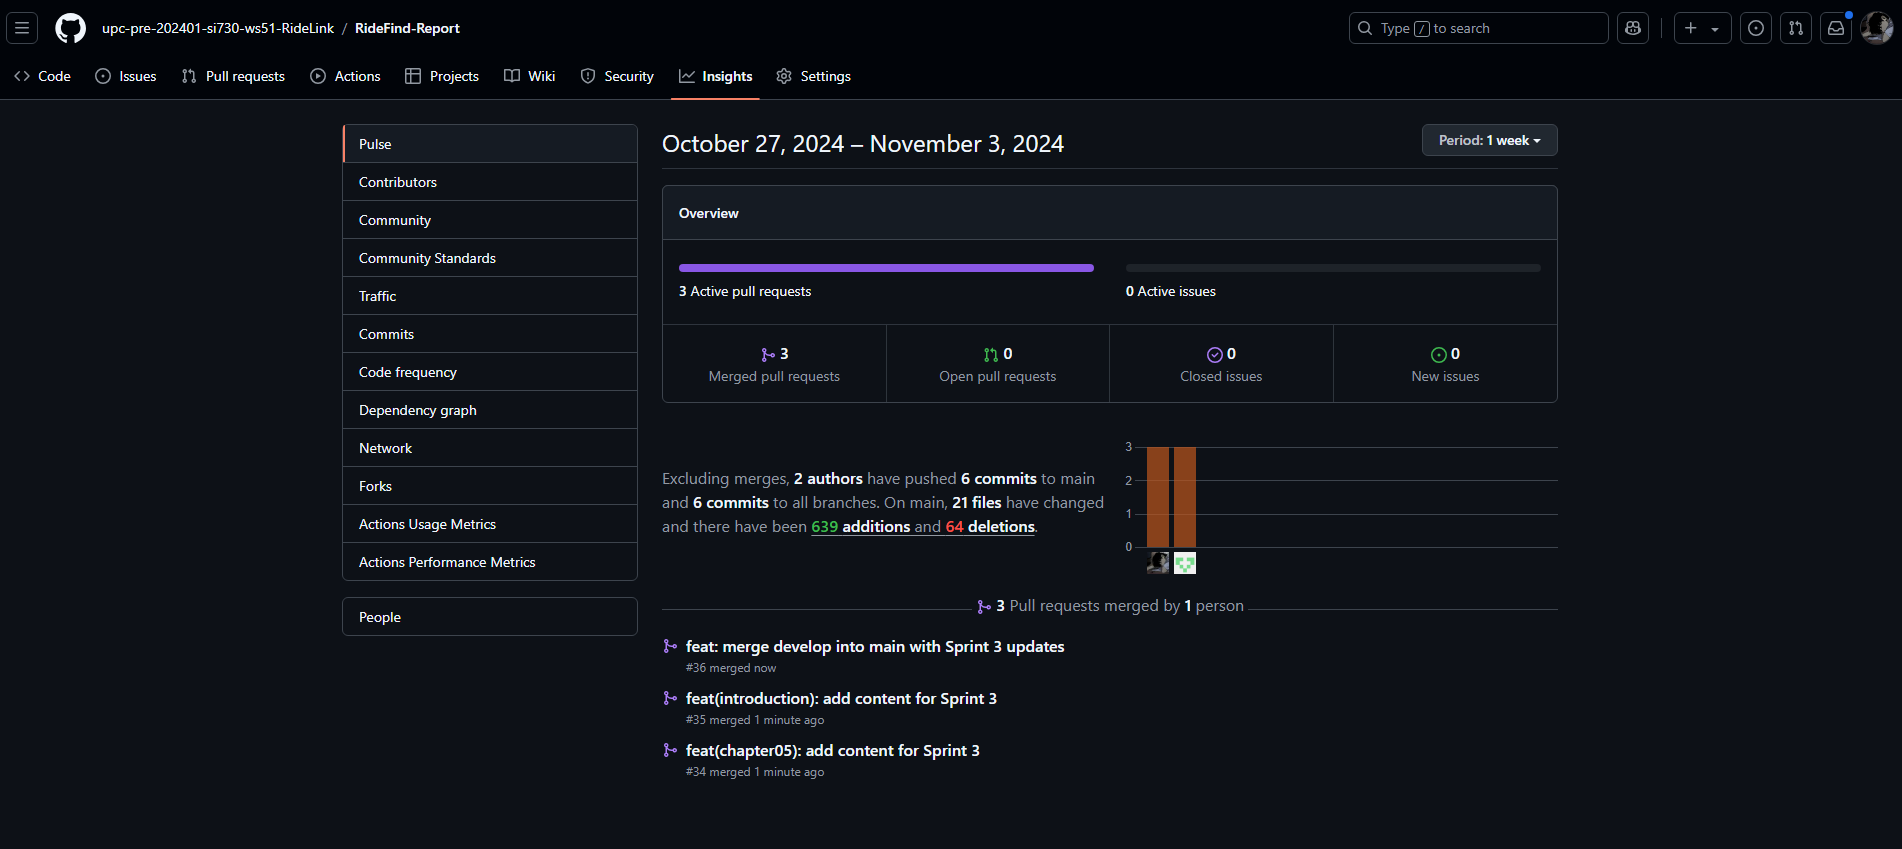 upc-pre-202401-si730-ws51-RideLink / RideFind-Report
Type / to search
Code Issues Pull requests Actions Projects Wiki Security Insights Settings
Pulse
Contributors
Community
Community Standards
Traffic
Commits
Code frequency
Dependency graph
Network
Forks
Actions Usage Metrics
Actions Performance Metrics
People
October 27, 2024 – November 3, 2024
Period: 1 week
Overview
3 Active pull requests
0 Active issues
3
Merged pull requests
0
Open pull requests
0
Closed issues
0
New issues
Excluding merges, 2 authors have pushed 6 commits to main
and 6 commits to all branches. On main, 21 files have changed
and there have been 639 additions and 64 deletions.
3
2
1
0
3 Pull requests merged by 1 person
feat: merge develop into main with Sprint 3 updates
#36 merged now
feat(introduction): add content for Sprint 3
#35 merged 1 minute ago
feat(chapter05): add content for Sprint 3
#34 merged 1 minute ago